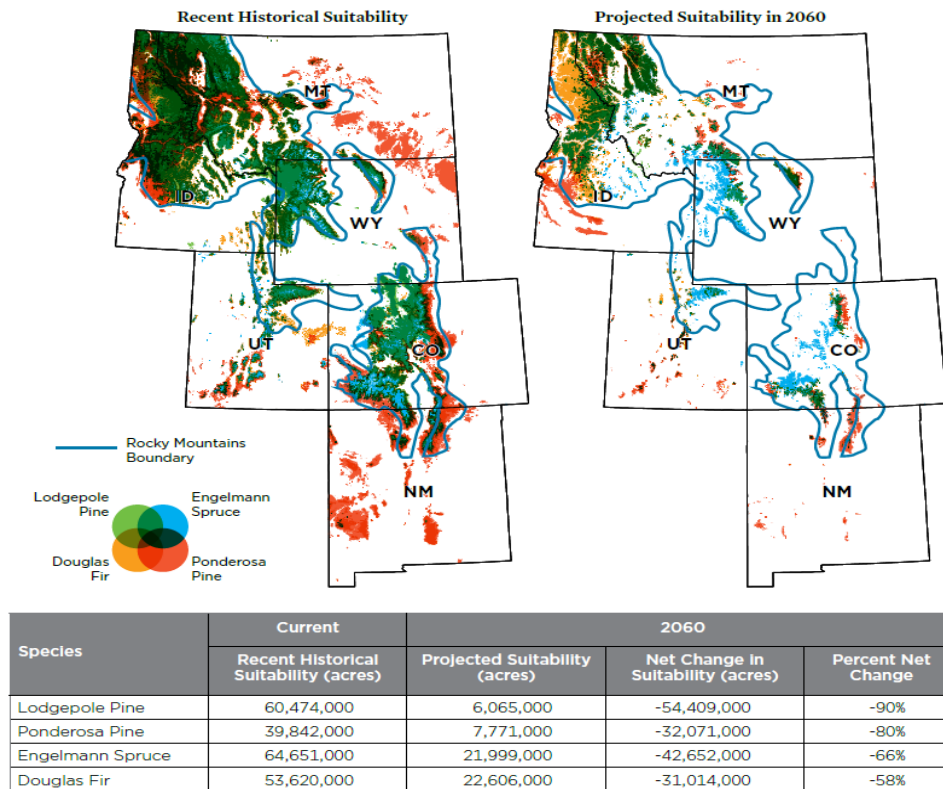 Recent Historical Suitability
Projected Suitability in 2060
MT
ID
WY
UT
CO
NM
MT
ID
WY
UT
CO
NM
Rocky Mountains
Boundary
Lodgepole
Pine
Engelmann
Spruce
Douglas
Fir
Ponderosa
Pine
Species
Current
2060
Recent Historical
Suitability (acres)
Projected Suitability
(acres)
Net Change in
Suitability (acres)
Percent Net
Change
Lodgepole Pine 60,474,000 6,065,000 -54,409,000 -90%
Ponderosa Pine 39,842,000 7,771,000 -32,071,000 -80%
Engelmann Spruce 64,651,000 21,999,000 -42,652,000 -66%
Douglas Fir 53,620,000 22,606,000 -31,014,000 -58%